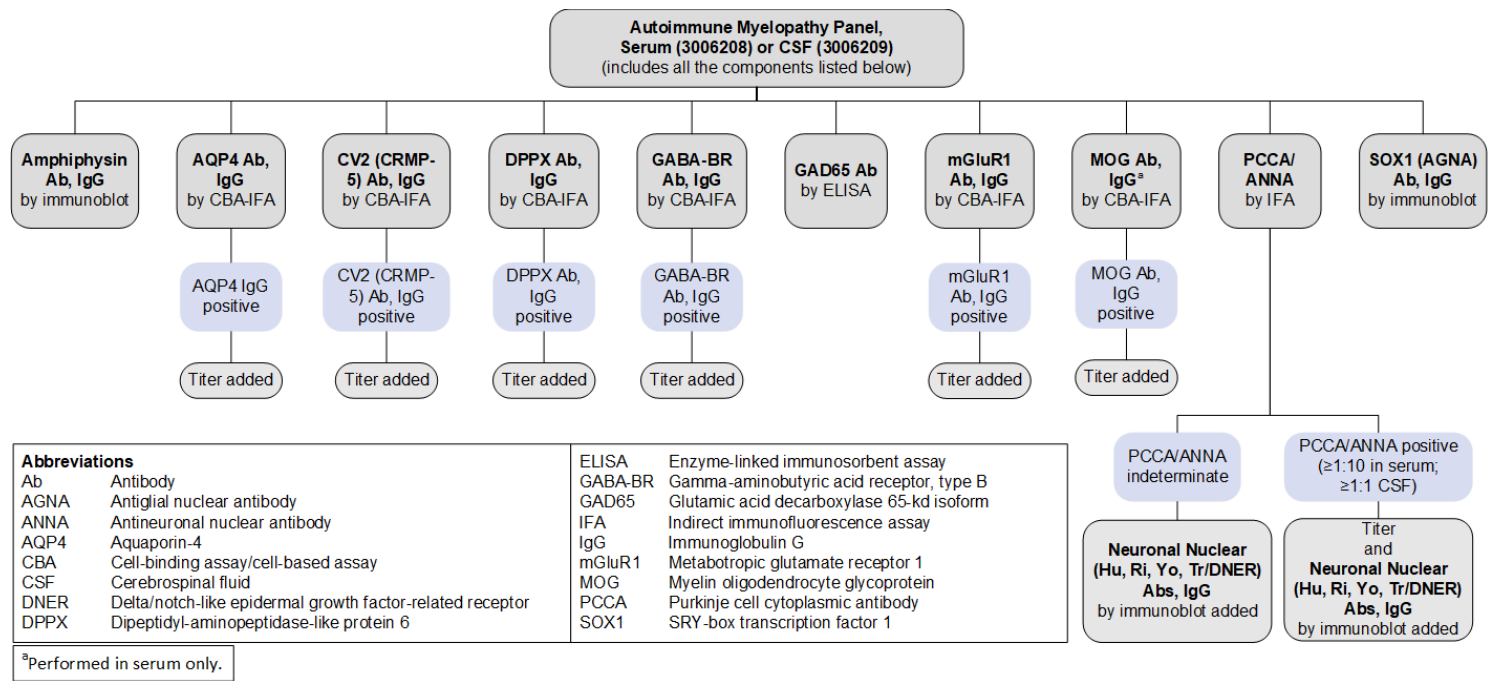 Autoimmune Myelopathy Panel,
Serum (3006208) or CSF (3006209)
(includes all the components listed below)
Amphiphysin
Ab, IgG
by immunoblot
AQP4 Ab,
IgG
by CBA-IFA
CV2 (CRMP-
5) Ab, IgG
by CBA-IFA
DPPX Ab,
IgG
by CBA-IFA
GABA-BR
Ab, IgG
by CBA-IFA
GAD65 Ab
by ELISA
mGluR1
Ab, IgG
by CBA-IFA
MOG Ab,
IgGa
by CBA-IFA
PCCA/
ANNA
by IFA
SOX1 (AGNA)
Ab, IgG
by immunoblot
AQP4 IgG
positive
CV2 (CRMP-
5) Ab, IgG
positive
DPPX Ab,
IgG
positive
GABA-BR
Ab, IgG
positive
mGluR1
Ab, IgG
positive
MOG Ab,
IgG
positive
Titer added
Titer added
Titer added
Titer added
Titer added
Titer added
PCCA/ANNA
indeterminate
PCCA/ANNA positive
(≥1:10 in serum;
≥1:1 CSF)
Neuronal Nuclear
(Hu, Ri, Yo, Tr/DNER)
Abs, IgG
by immunoblot added
Titer
and
Neuronal Nuclear
(Hu, Ri, Yo, Tr/DNER)
Abs, IgG
by immunoblot added
Abbreviations
Ab Antibody
AGNA Antiglial nuclear antibody
ANNA Antineuronal nuclear antibody
AQP4 Aquaporin-4
CBA Cell-binding assay/cell-based assay
CSF Cerebrospinal fluid
DNER Delta/notch-like epidermal growth factor-related receptor
DPPX Dipeptidyl-aminopeptidase-like protein 6
ELISA Enzyme-linked immunosorbent assay
GABA-BR Gamma-aminobutyric acid receptor, type B
GAD65 Glutamic acid decarboxylase 65-kd isoform
IFA Indirect immunofluorescence assay
IgG Immunoglobulin G
mGluR1 Metabotropic glutamate receptor 1
MOG Myelin oligodendrocyte glycoprotein
PCCA Purkinje cell cytoplasmic antibody
SOX1 SRY-box transcription factor 1
aPerformed in serum only.